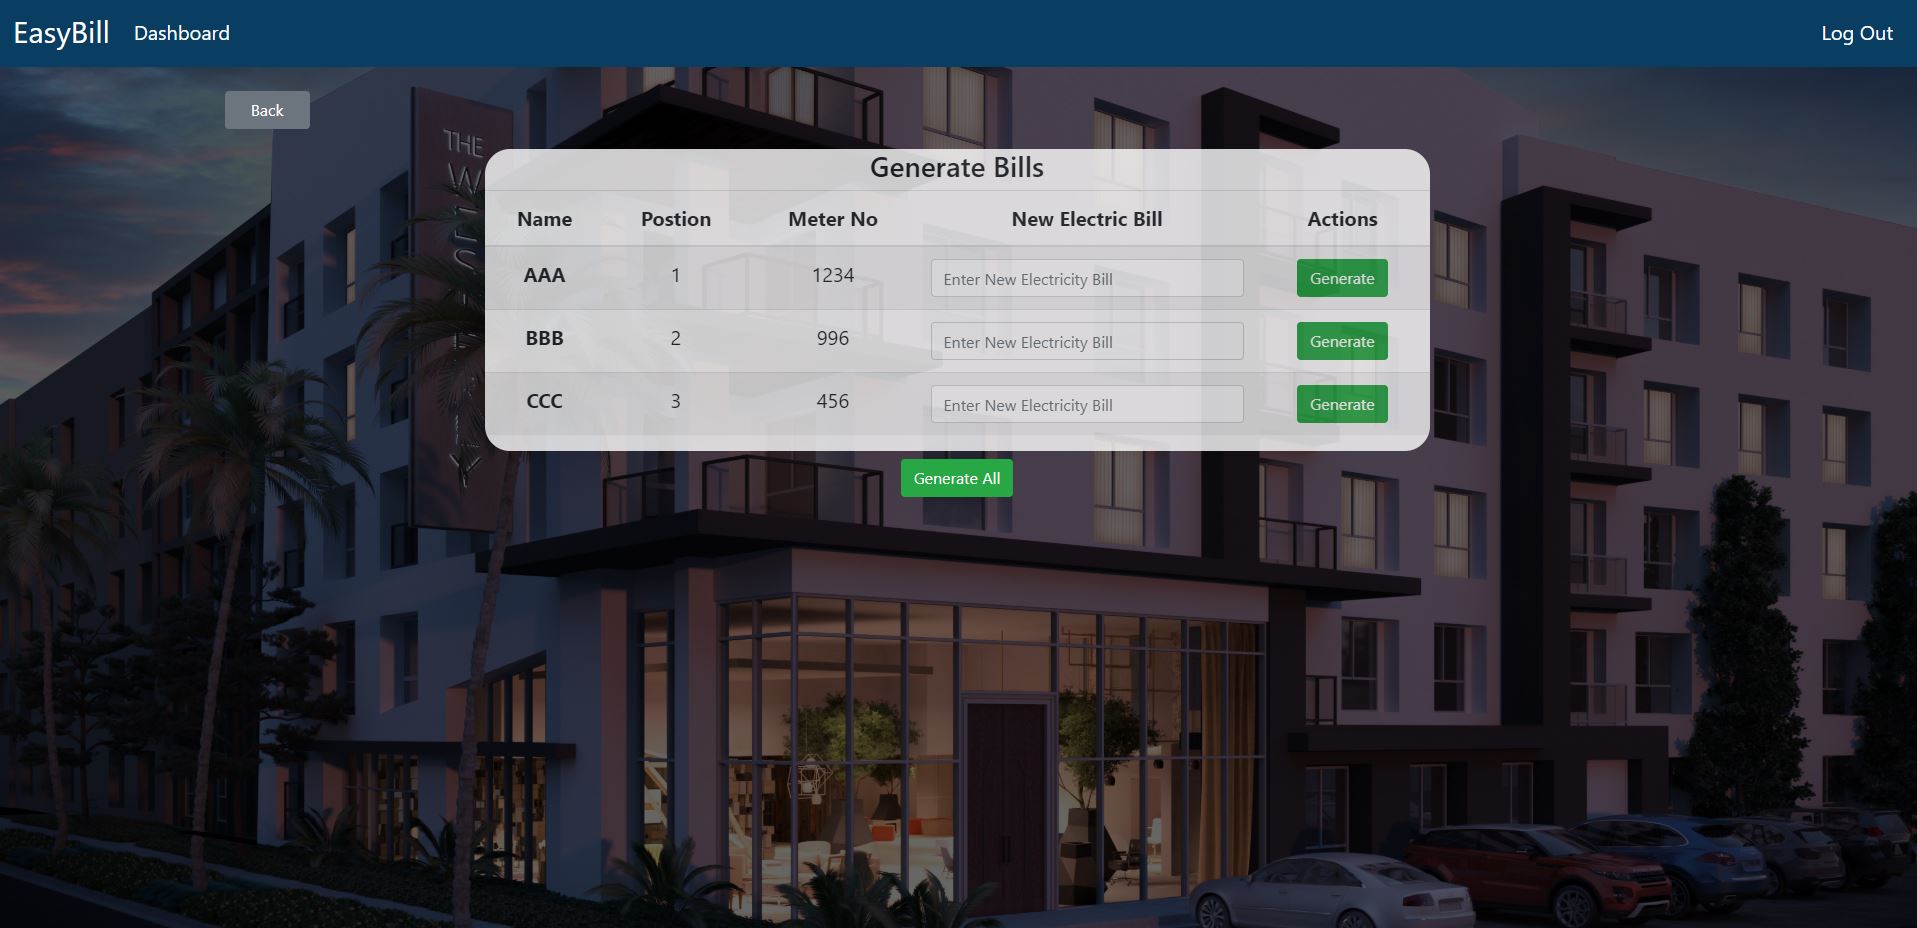 EasyBill Dashboard Log Out
Back
Generate Bills
Name Postion Meter No New Electric Bill Actions
AAA 1 1234 Enter New Electricity Bill Generate
BBB 2 996 Enter New Electricity Bill Generate
CCC 3 456 Enter New Electricity Bill Generate
Generate All
THE